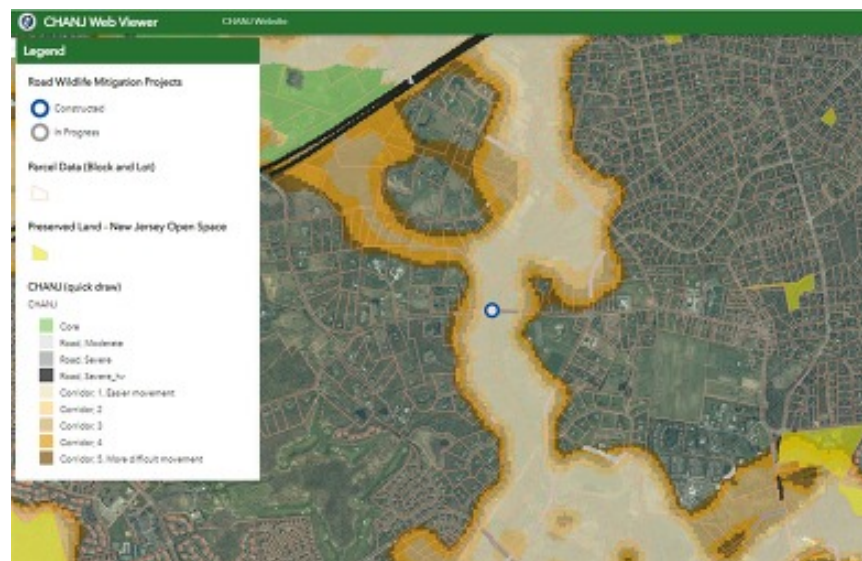 CHANJ Web Viewer
CHANJ Website
Legend
Road Wildlife Mitigation Projects
Constructed
In Progress
Parcel Data (Block and Lot)
Preserved Land - New Jersey Open Space
CHANJ (quick draw)
CHANJ
Core
Road, Moderate
Road, Severe
Road, Severe_hv
Corridor, 1. Easier movement
Corridor, 2
Corridor, 3
Corridor, 4
Corridor, 5. More difficult movement